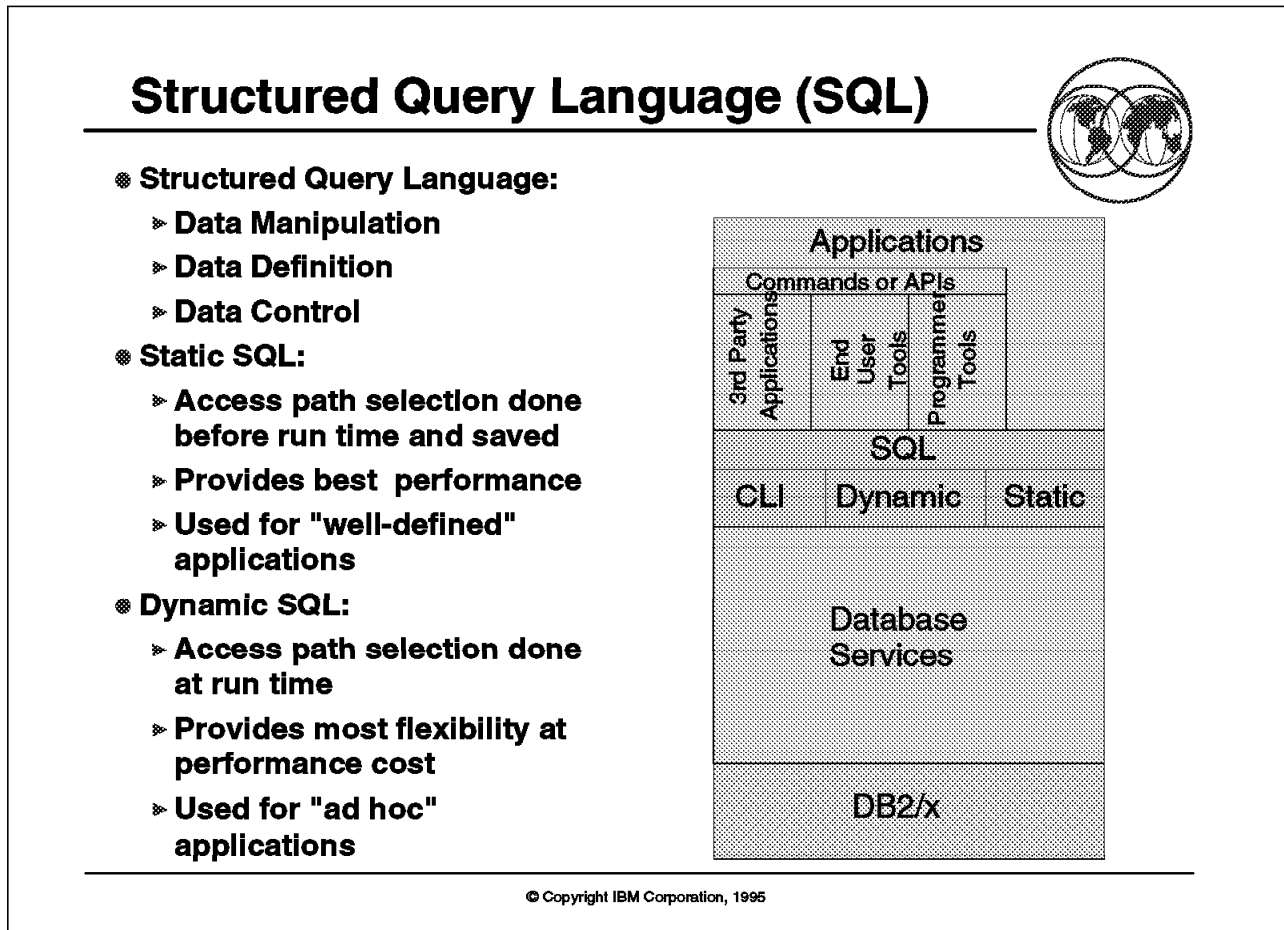 Structured Query Language (SQL)
Structured Query Language:
Data Manipulation
Data Definition
Data Control
Static SQL:
Access path selection done
before run time and saved
Provides best performance
Used for "well-defined"
applications
Dynamic SQL:
Access path selection done
at run time
Provides most flexibility at
performance cost
Used for "ad hoc"
applications
Applications
Commands or APIs
3rd Party
Applications
End
User
Tools
Programmer
Tools
SQL
CLI
Dynamic
Static
Database
Services
DB2/x
© Copyright IBM Corporation, 1995